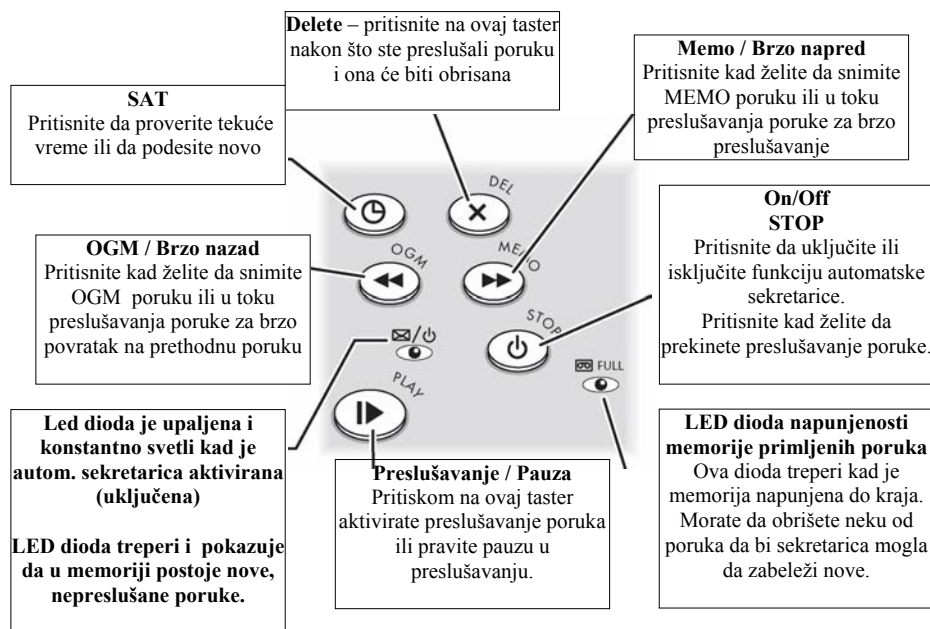 Delete – pritisnite na ovaj taster
nakon što ste preslušali poruku
i ona će biti obrisana
Memo / Brzo napred
Pritisnite kad želite da snimite
MEMO poruku ili u toku
preslušavanja poruke za brzo
preslušavanje
SAT
Pritisnite da proverite tekuće
vreme ili da podesite novo
DEL
On/Off
STOP
Pritisnite da uključite ili
isključite funkciju automatske
sekretarice.
Pritisnite kad želite da
prekinete preslušavanje poruke.
OGM / Brzo nazad
Pritisnite kad želite da snimite
OGM poruku ili u toku
preslušavanja poruke za brzo
povratak na prethodnu poruku
OGM
MEMO
STOP
FULL
PLAY
Led dioda je upaljena i
konstantno svetli kad je
autom. sekretarica aktivirana
(uključena)
LED dioda treperi i pokazuje
da u memoriji postoje nove,
nepreslušane poruke.
Preslušavanje / Pauza
Pritiskom na ovaj taster
aktivirate preslušavanje poruka
ili pravite pauzu u
preslušavanju.
LED dioda napunjenosti
memorije primljenih poruka
Ova dioda treperi kad je
memorija napunjena do kraja.
Morate da obrišete neku od
poruka da bi sekretarica mogla
da zabeleži nove.